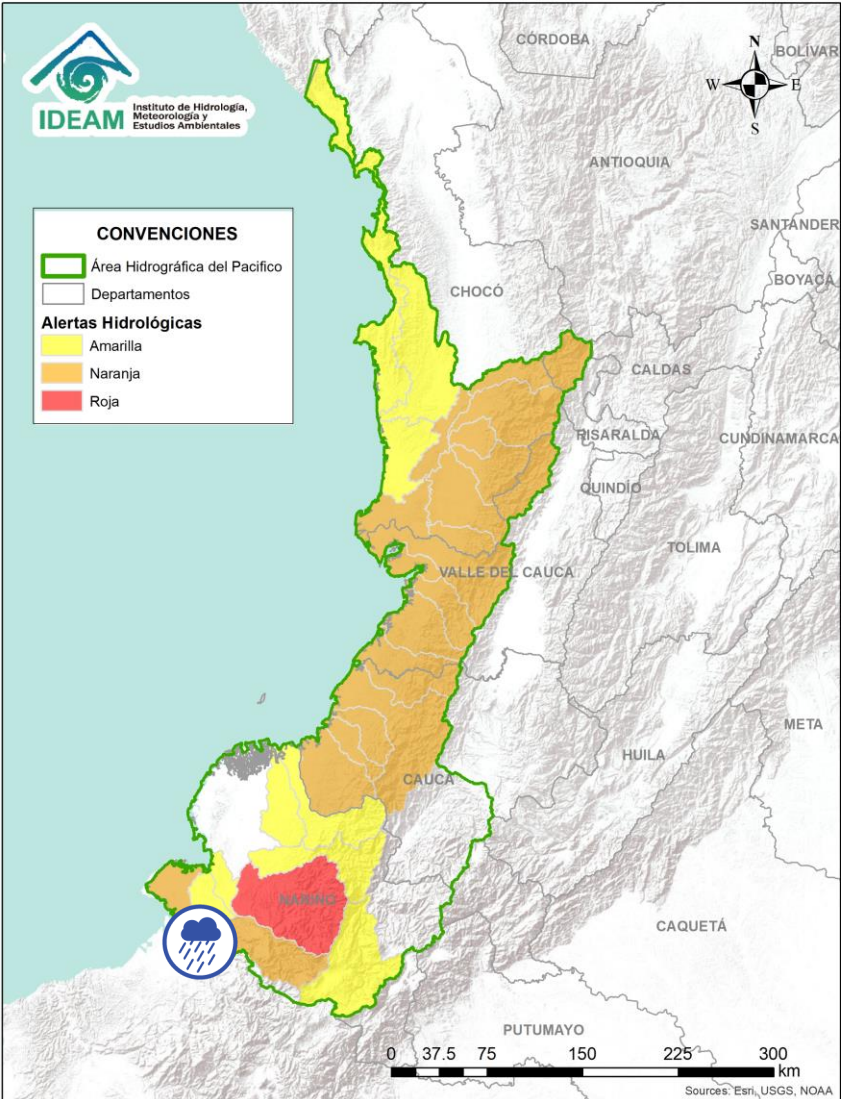 CÓRDOBA
BOLÍVAR
N
W E
S
IDEAM
Instituto de Hidrología,
Meteorología y
Estudios Ambientales
ANTIOQUIA
SANTANDER
CONVENCIONES
Área Hidrográfica del Pacifico
Departamentos
Alertas Hidrológicas
Amarilla
Naranja
Roja
BOYACÁ
CHOCÓ
CALDAS
RISARALDA
CUNDINAMARCA
QUINDÍO
TOLIMA
VALLE DEL CAUCA
META
HUILA
CAUCA
NARIÑO
CAQUETÁ
PUTUMAYO
0 37.5 75 150 225 300
km
Sources: Esri, USGS, NOAA